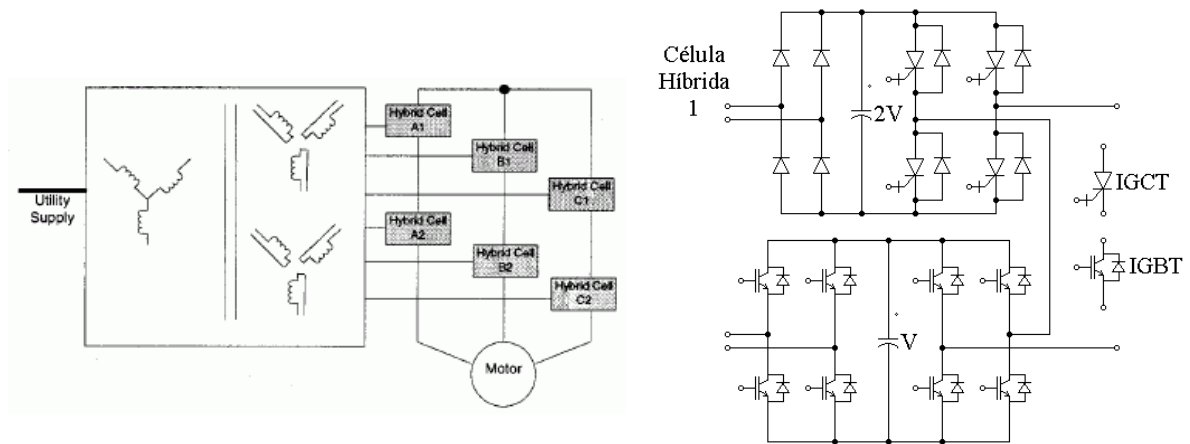 Utility
Supply
Hybrid Cell
A1
Hybrid Cell
B1
Hybrid Cell
C1
Hybrid Cell
A2
Hybrid Cell
B2
Hybrid Cell
C2
Motor
Célula
Híbrida
1
2V
V
IGCT
IGBT